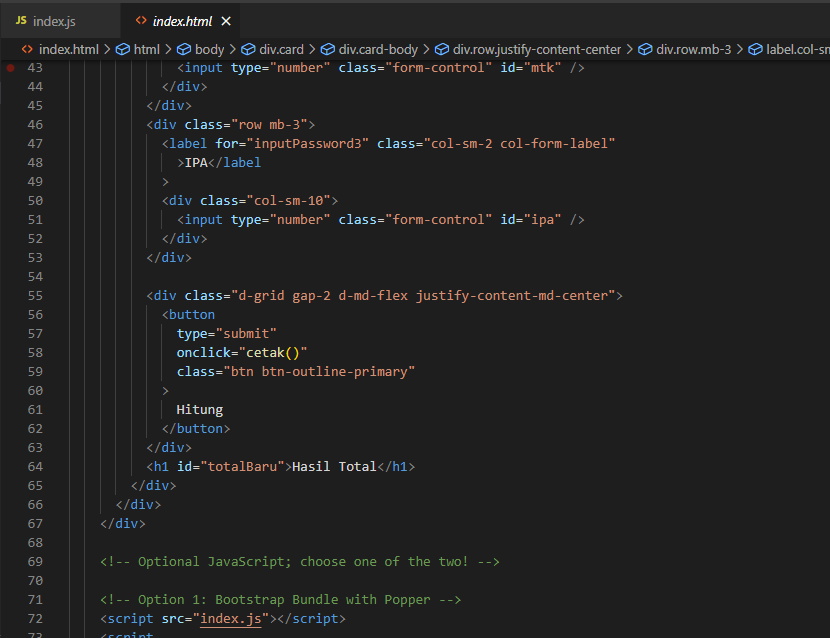 JS index.js <> index.html ×
<> index.html > html > body > div.card > div.card-body > div.row.justify-content-center > div.row.mb-3 > label.col-sm
43 <input type="number" class="form-control" id="mtk" />
44 </div>
45 </div>
46 <div class="row mb-3">
47 <label for="inputPassword3" class="col-sm-2 col-form-label"
48 >IPA</label
49 >
50 <div class="col-sm-10">
51 <input type="number" class="form-control" id="ipa" />
52 </div>
53 </div>
54
55 <div class="d-grid gap-2 d-md-flex justify-content-md-center">
56 <button
57 type="submit"
58 onclick="cetak()"
59 class="btn btn-outline-primary"
60 >
61 Hitung
62 </button>
63 </div>
64 <h1 id="totalBaru">Hasil Total</h1>
65 </div>
66 </div>
67 </div>
68
69 <!-- Optional JavaScript; choose one of the two! -->
70
71 <!-- Option 1: Bootstrap Bundle with Popper -->
72 <script src="index.js"></script>
73 <script